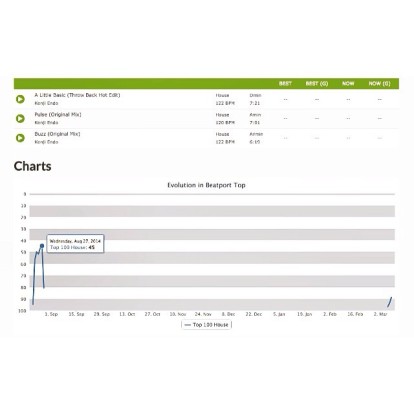 BEST BEST (G) NOW NOW (G)
A Little Basic (Throw Back Hot Edit) House 7:21
Kenji Endo 122 BPM
Pulse (Original Mix) House Amin 7:31
Kenji Endo 120 BPM
Buzz (Original Mix) House
Kenji Endo 122 BPM
Charts
Evolution in Beatport Top
0
10
20
30
40
50
60
70
80
90
100
Wednesday, Aug 27, 2014
Top 100 House: 45
1. Sep 15. Sep 29. Sep 13. Oct 27. Oct 10. Nov 24. Nov 8. Dec 22. Dec 5. Jan 19. Jan 2. Feb 16. Feb 2. Mar
Top 100 House